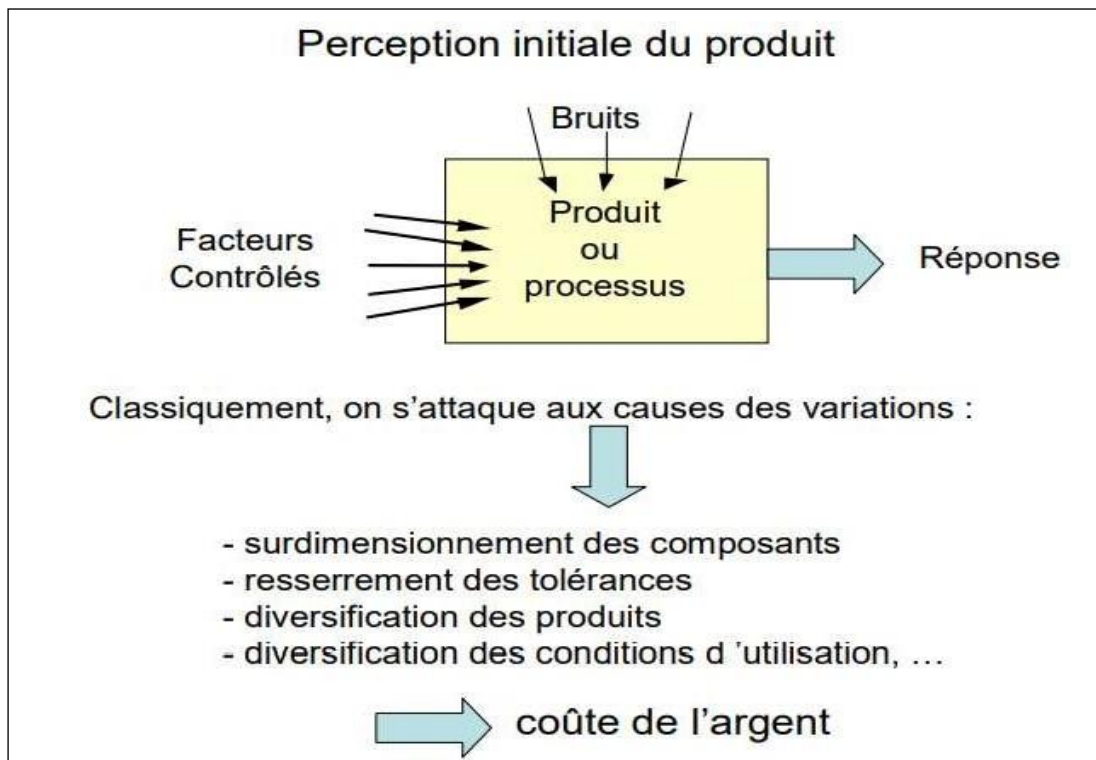 Perception initiale du produit
Bruits
Facteurs
Contrôlés
Produit
ou
processus
Réponse
Classiquement, on s'attaque aux causes des variations :
- surdimensionnement des composants
- resserrement des tolérances
- diversification des produits
- diversification des conditions d 'utilisation, …
coûte de l'argent